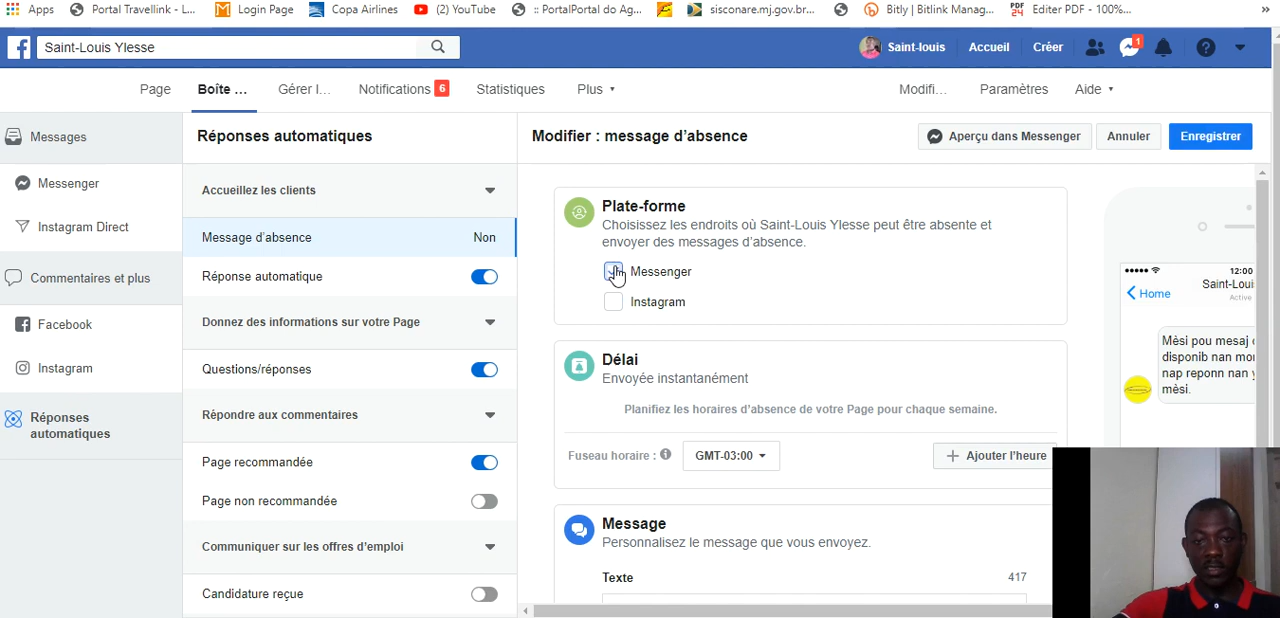 Apps Portal Travellink - L... Login Page Copa Airlines (2) YouTube :: PortalPortal do Ag... sisconare.mj.gov.br... Bitly | Bitlink Manag... PDF 24 Editer PDF - 100%... »
Saint-Louis Ylesse Saint-louis Accueil Créer 1
Page Boîte ... Gérer l... Notifications 6 Statistiques Plus Modifi... Paramètres Aide
Messages
Messenger
Instagram Direct
Commentaires et plus
Facebook
Instagram
Réponses
automatiques
Réponses automatiques
Accueillez les clients
Message d'absence Non
Réponse automatique
Donnez des informations sur votre Page
Questions/réponses
Répondre aux commentaires
Page recommandée
Page non recommandée
Communiquer sur les offres d'emploi
Candidature reçue
Modifier : message d'absence Aperçu dans Messenger Annuler Enregistrer
Plate-forme
Choisissez les endroits où Saint-Louis Ylesse peut être absente et
envoyer des messages d'absence.
Messenger
Instagram
Délai
Envoyée instantanément
Planifiez les horaires d'absence de votre Page pour chaque semaine.
Fuseau horaire : GMT-03:00 + Ajouter l'heure
Message
Personnalisez le message que vous envoyez.
Texte 417
12:00
Home Saint-Loui
Active
Mèsi pou mesaj
disponib nan mo
nap reponn nan
mèsi.